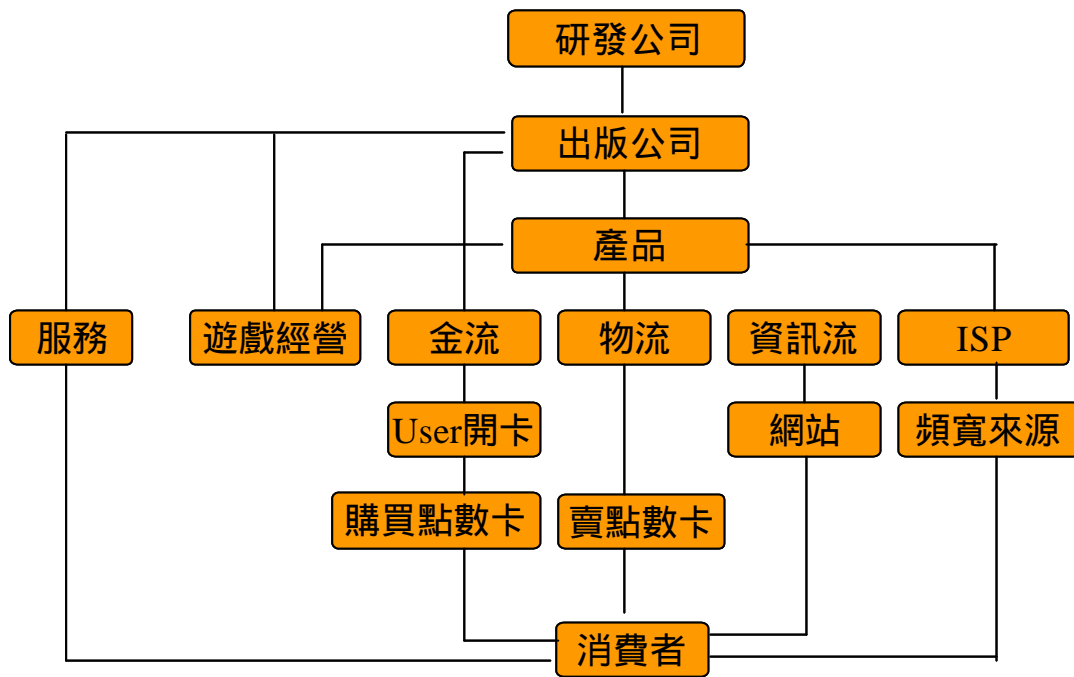 研發公司
出版公司
產品
服務
遊戲經營
金流
物流
資訊流
ISP
User開卡
網站
頻寬來源
購買點數卡
賣點數卡
消費者